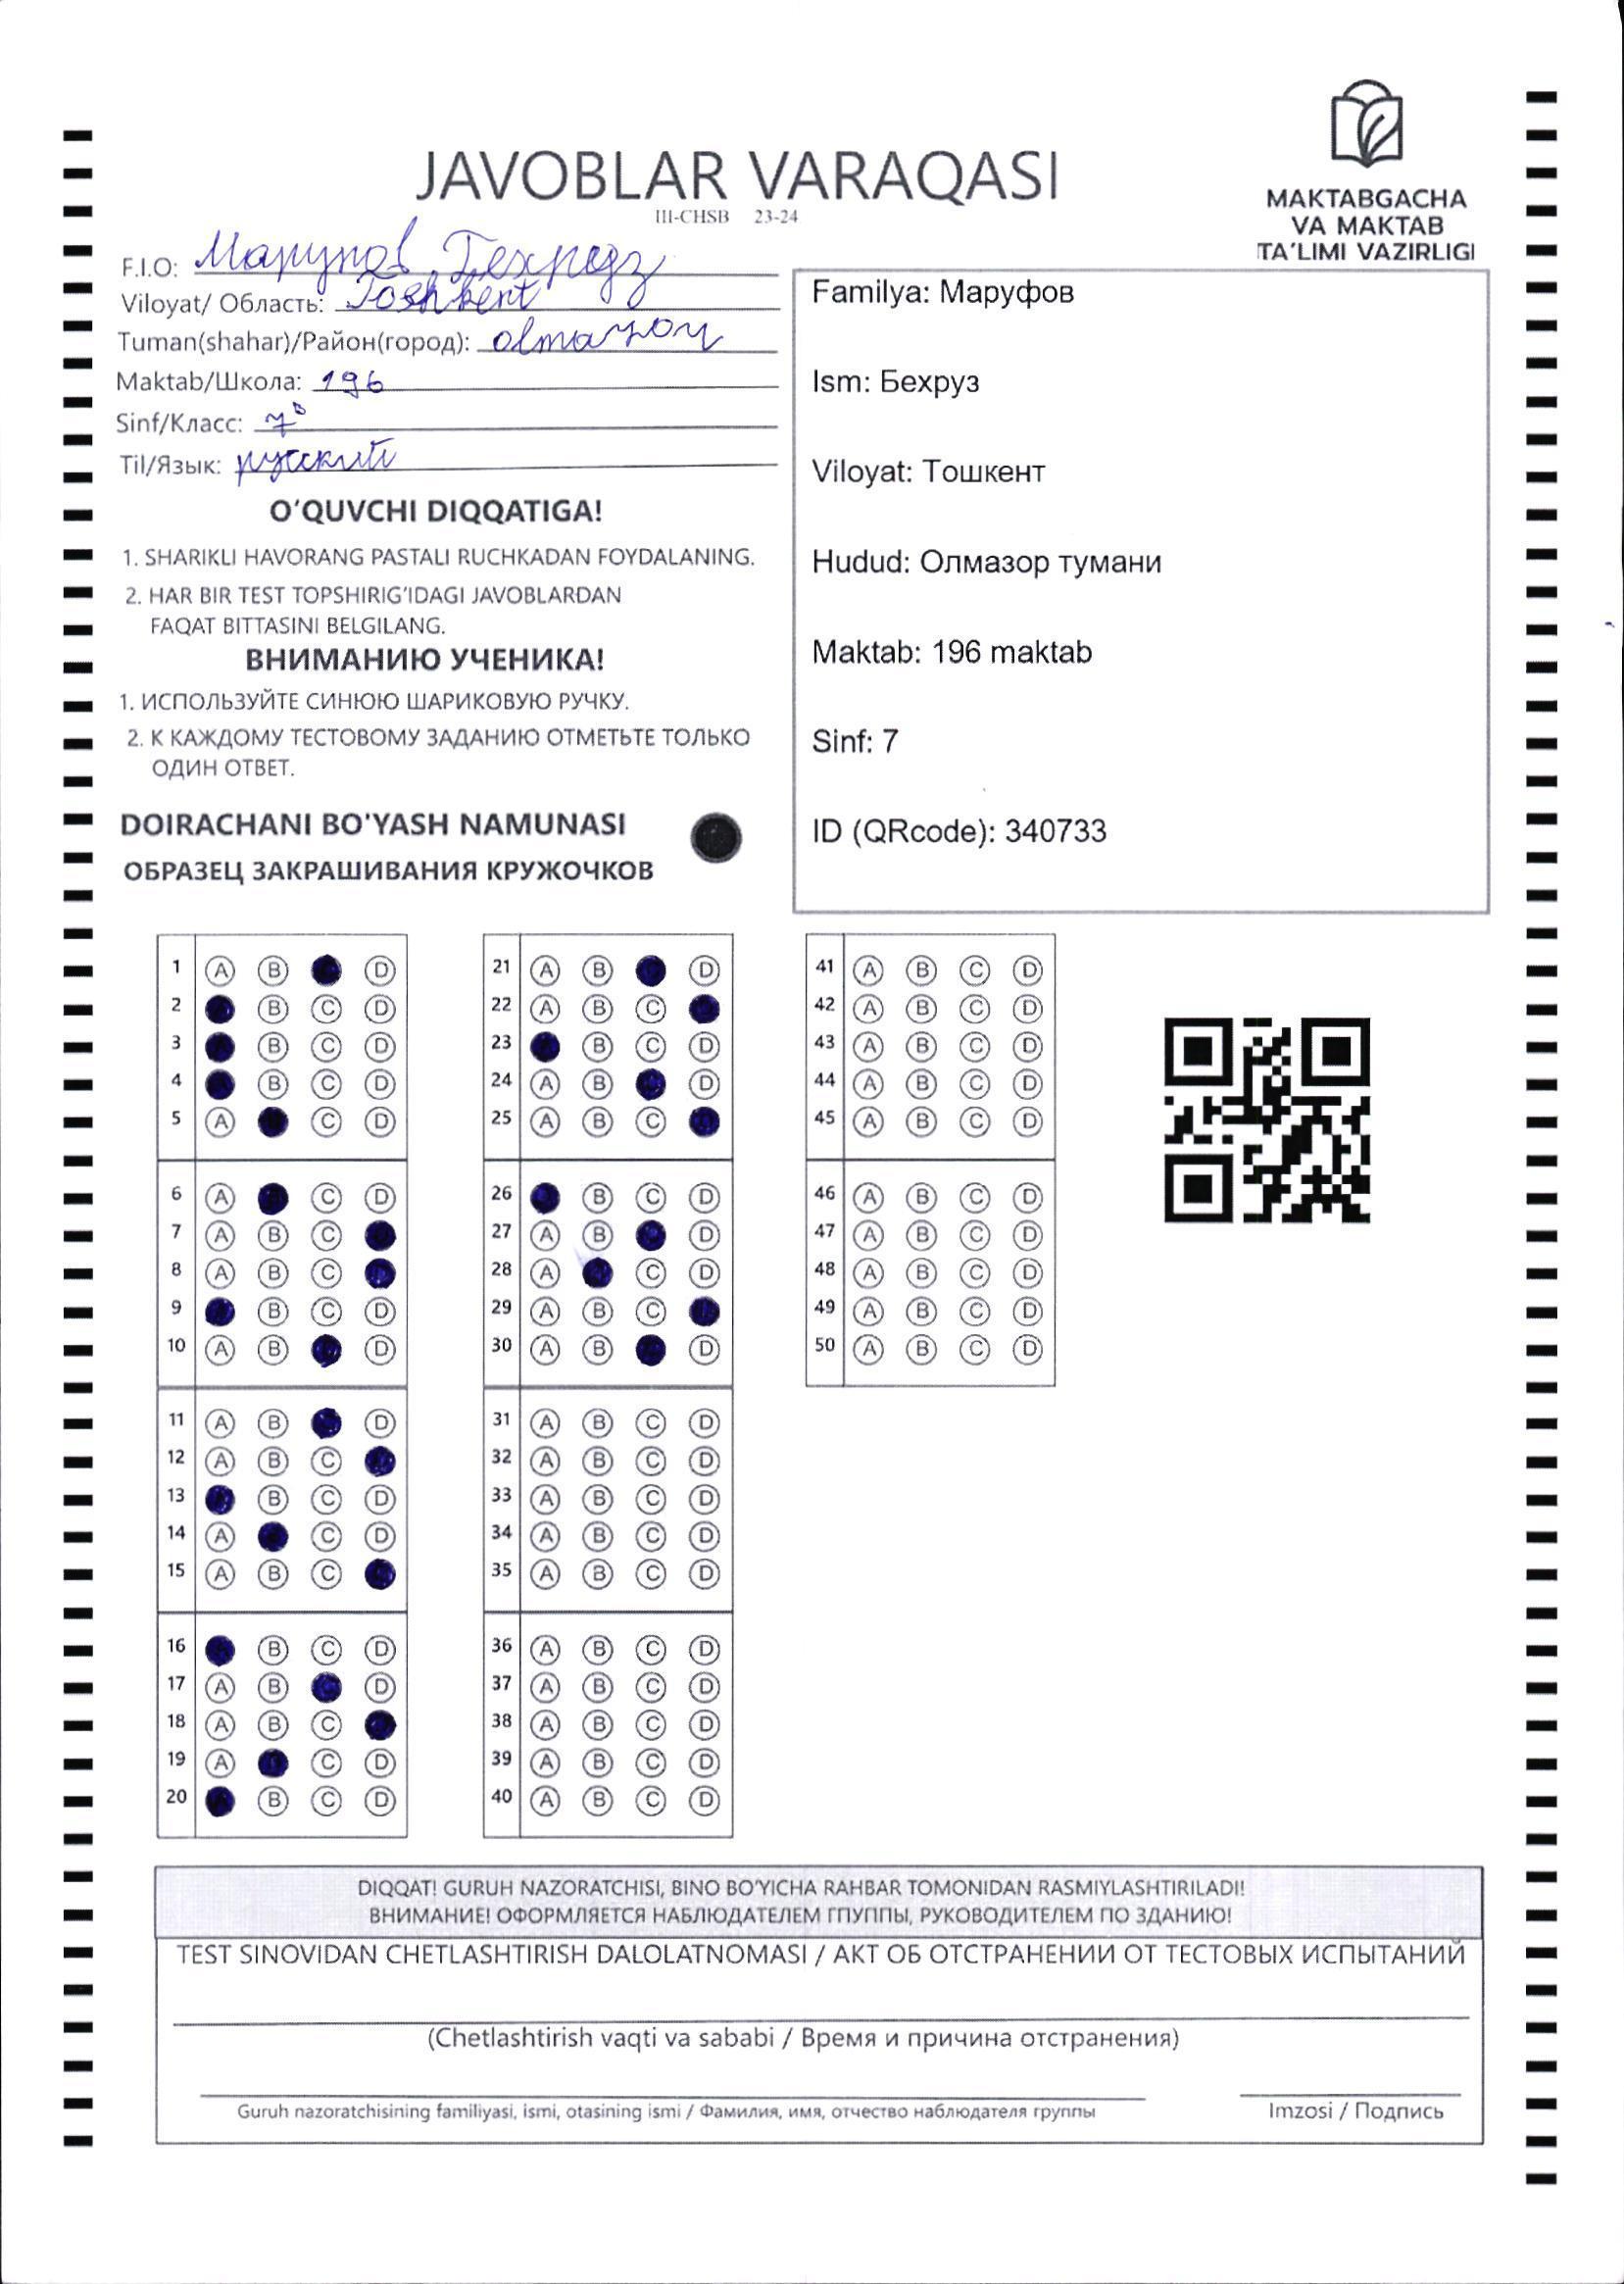 JAVOBLAR VARAQASI
III-CHSB 23-24
MAKTABGACHA
VA MAKTAB
TA'LIMI VAZIRLIGI
F.I.O: Маруфов Бехруз
Viloyat/ Область: Toshkent
Tuman(shahar)/Район(город): olmazor
Maktab/Школа: 196
Sinf/Класс: 7В
Til/Язык: русский
O'QUVCHI DIQQATIGA!
1. SHARIKLI HAVORANG PASTALI RUCHKADAN FOYDALANING.
2. HAR BIR TEST TOPSHIRIG'IDAGI JAVOBLARDAN
FAQAT BITTASINI BELGILANG.
ВНИМАНИЮ УЧЕНИКА!
1. ИСПОЛЬЗУЙТЕ СИНЮЮ ШАРИКОВУЮ РУЧКУ.
2. К КАЖДОМУ ТЕСТОВОМУ ЗАДАНИЮ ОТМЕТЬТЕ ТОЛЬКО
ОДИН ОТВЕТ.
DOIRACHANI BO'YASH NAMUNASI
ОБРАЗЕЦ ЗАКРАШИВАНИЯ КРУЖОЧКОВ
Familya: Маруфов
Ism: Бехруз
Viloyat: Тошкент
Hudud: Олмазор тумани
Maktab: 196 maktab
Sinf: 7
ID (QRcode): 340733
1 A B D
2 B C D
3 B C D
4 B C D
5 A C D
6 A C D
7 A B C
8 A B C
9 B C D
10 A B D
11 A B D
12 A B C
13 B C D
14 A C D
15 A B C
16 B C D
17 A B D
18 A B C
19 A C D
20 B C D
21 A B D
22 A B C
23 B C D
24 A B D
25 A B C
26 B C D
27 A B D
28 A C D
29 A B C
30 A B D
31 A B C D
32 A B C D
33 A B C D
34 A B C D
35 A B C D
36 A B C D
37 A B C D
38 A B C D
39 A B C D
40 A B C D
41 A B C D
42 A B C D
43 A B C D
44 A B C D
45 A B C D
46 A B C D
47 A B C D
48 A B C D
49 A B C D
50 A B C D
DIQQAT! GURUH NAZORATCHISI, BINO BO'YICHA RAHBAR TOMONIDAN RASMIYLASHTIRILADI!
ВНИМАНИЕ! ОФОРМЛЯЕТСЯ НАБЛЮДАТЕЛЕМ ГПУППЫ, РУКОВОДИТЕЛЕМ ПО ЗДАНИЮ!
TEST SINOVIDAN CHETLASHTIRISH DALOLATNOMASI / АКТ ОБ ОТСТРАНЕНИИ ОТ ТЕСТОВЫХ ИСПЫТАНИЙ
(Chetlashtirish vaqti va sababi / Время и причина отстранения)
Guruh nazoratchisining familiyasi, ismi, otasining ismi / Фамилия, имя, отчество наблюдателя группы
Imzosi / Подпись